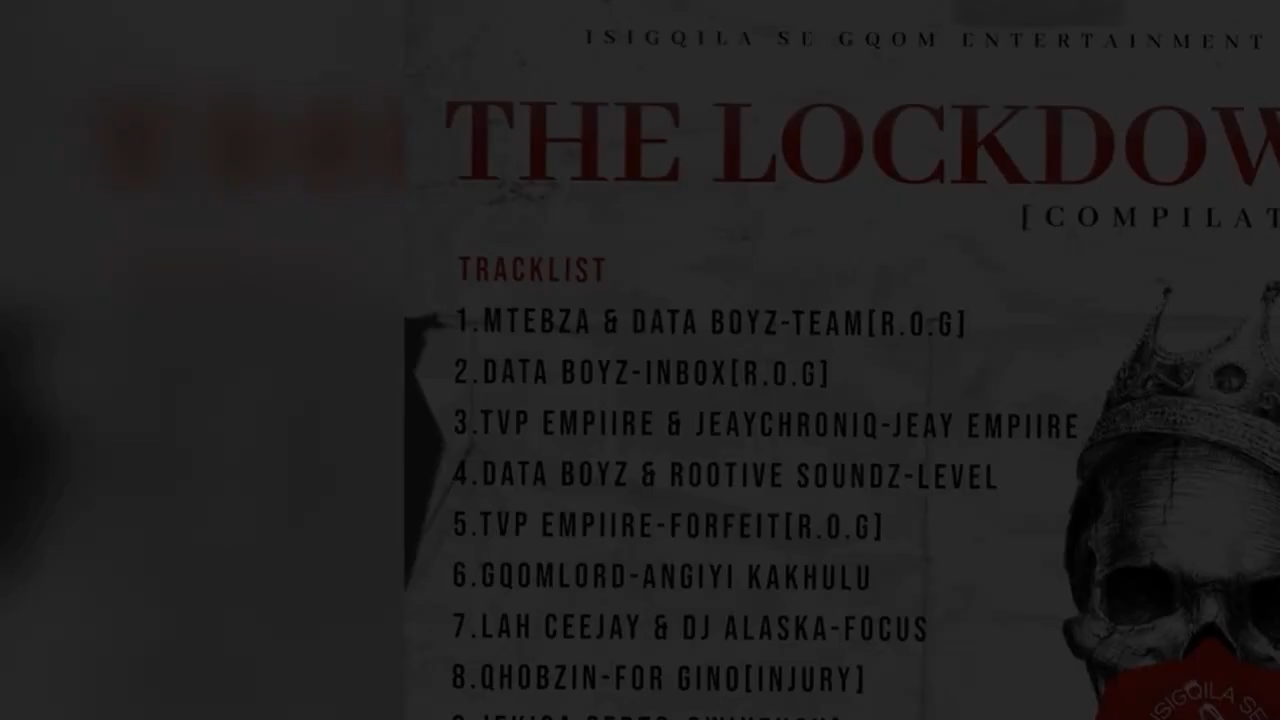 ISIGQILA SE GQOM ENTERTAINMENT
THE LOCKDOW
[COMPILAT
TRACKLIST
1.MTEBZA & DATA BOYZ-TEAM[R.O.G]
2.DATA BOYZ-INBOX[R.O.G]
3.TVP EMPIIRE & JEAYCHRONIQ-JEAY EMPIIRE
4.DATA BOYZ & ROOTIVE SOUNDZ-LEVEL
5.TVP EMPIIRE-FORFEIT[R.O.G]
6.GQOMLORD-ANGIYI KAKHULU
7.LAH CEEJAY & DJ ALASKA-FOCUS
8.QHOBZIN-FOR GINO[INJURY]
ISIGQILA SE